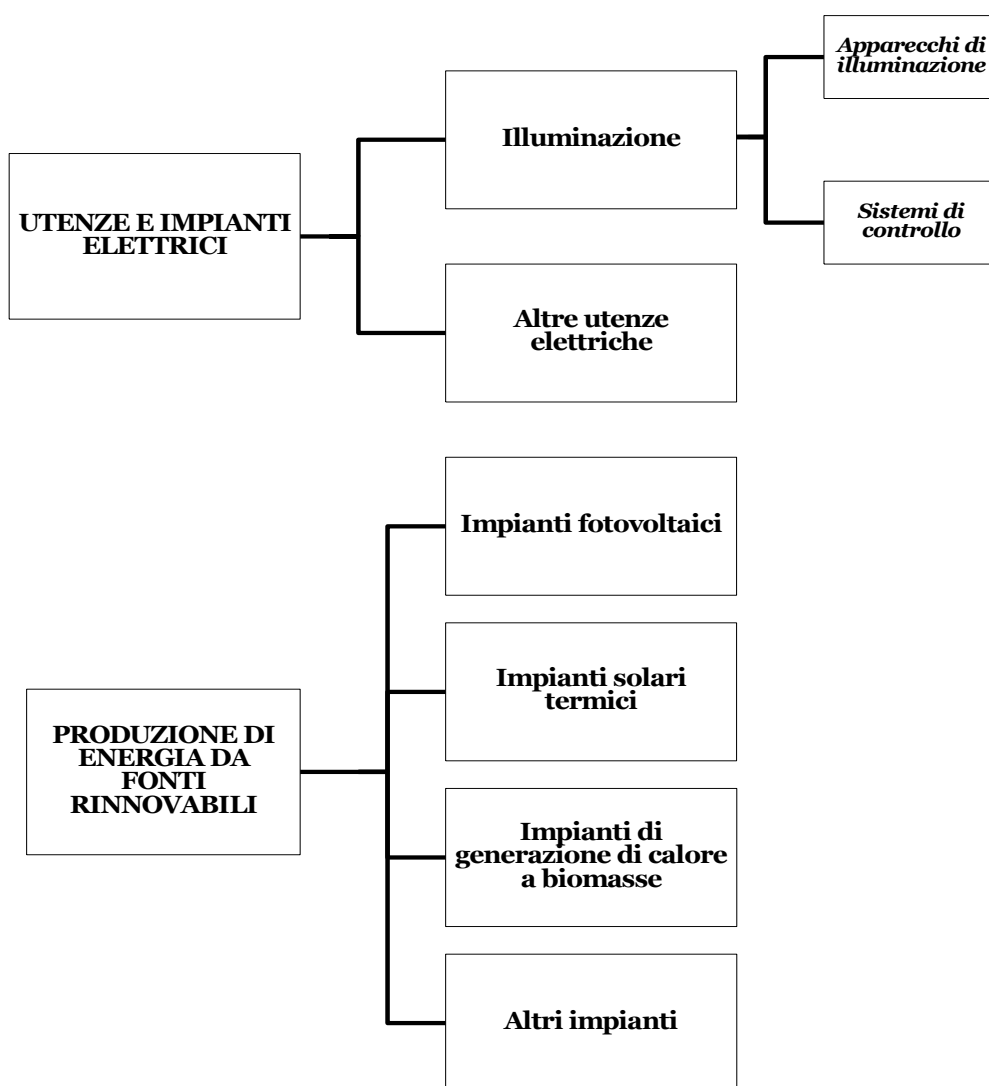 UTENZE E IMPIANTI
ELETTRICI
Illuminazione
Apparecchi di
illuminazione
Sistemi di
controllo
Altre utenze
elettriche
PRODUZIONE DI
ENERGIA DA
FONTI
RINNOVABILI
Impianti fotovoltaici
Impianti solari
termici
Impianti di
generazione di calore
a biomasse
Altri impianti